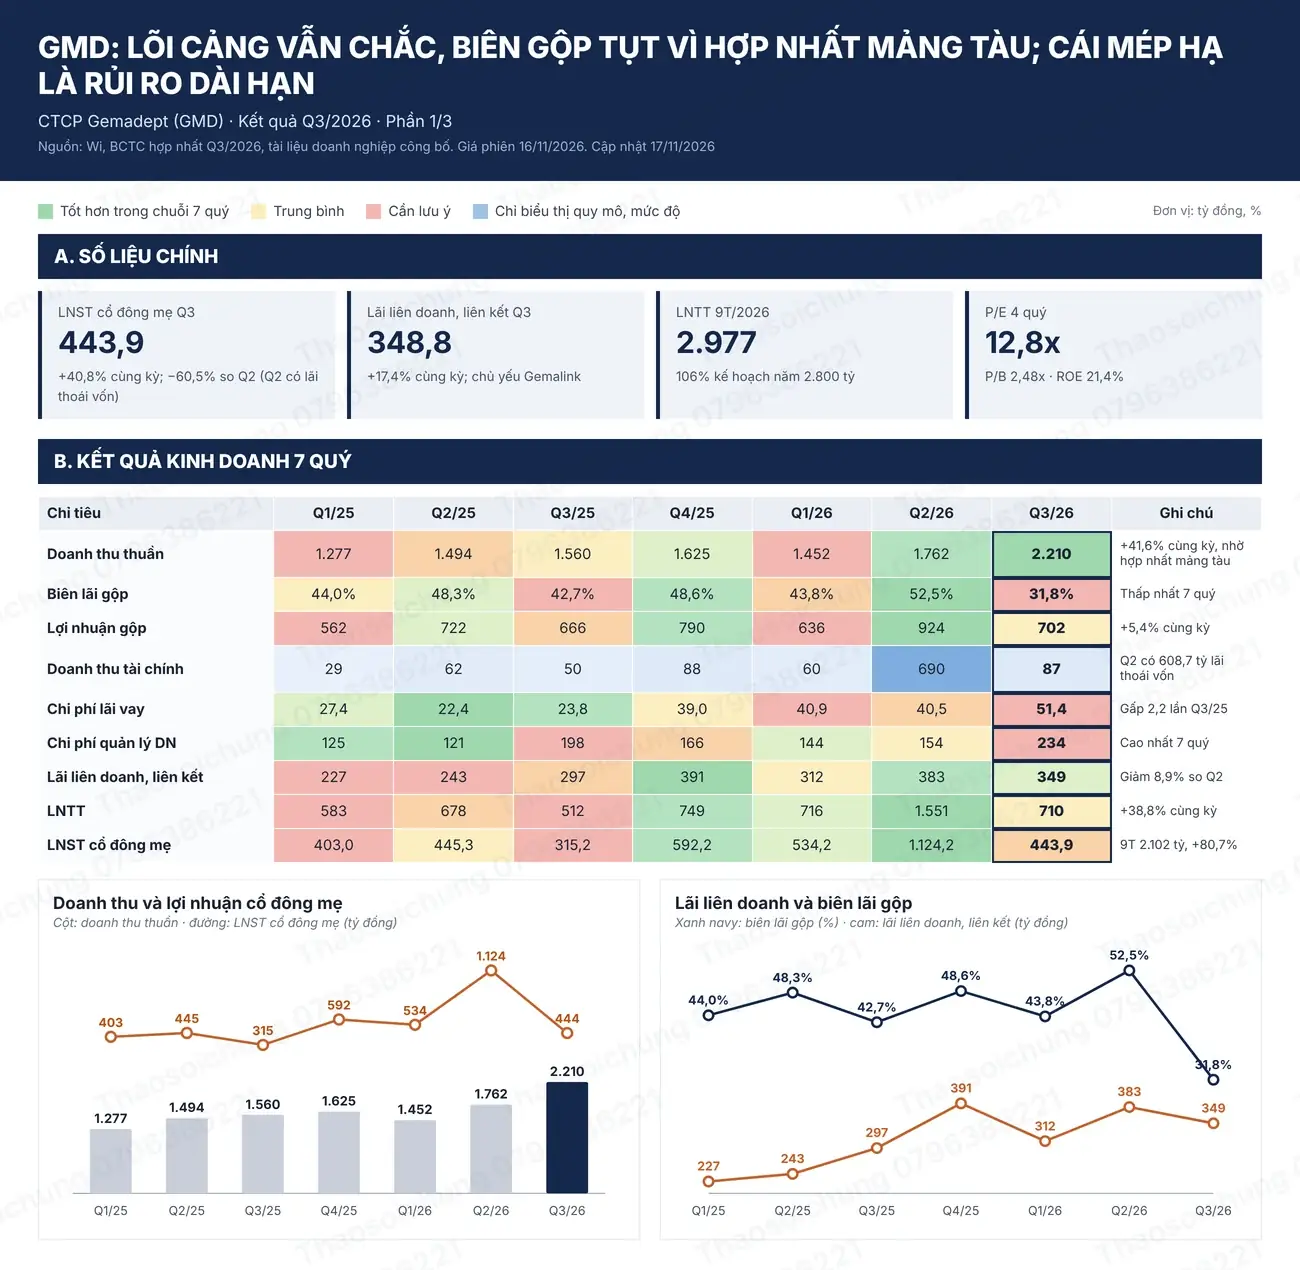 GMD: LÕI CẢNG VẪN CHẮC, BIÊN GỘP TỤT VÌ HỢP NHẤT MẢNG TÀU; CÁI MÉP HẠ
LÀ RỦI RO DÀI HẠN
CTCP Gemadept (GMD) · Kết quả Q3/2026 · Phần 1/3
Nguồn: Wi, BCTC hợp nhất Q3/2026, tài liệu doanh nghiệp công bố. Giá phiên 16/11/2026. Cập nhật 17/11/2026
Tốt hơn trong chuỗi 7 quý Trung bình Cần lưu ý Chỉ biểu thị quy mô, mức độ Đơn vị: tỷ đồng, %
A. SỐ LIỆU CHÍNH
LNST cổ đông mẹ Q3
443,9
+40,8% cùng kỳ; −60,5% so Q2 (Q2 có lãi
thoái vốn)
Lãi liên doanh, liên kết Q3
348,8
+17,4% cùng kỳ; chủ yếu Gemalink
LNTT 9T/2026
2.977
106% kế hoạch năm 2.800 tỷ
P/E 4 quý
12,8x
P/B 2,48x · ROE 21,4%
B. KẾT QUẢ KINH DOANH 7 QUÝ
Chỉ tiêu Q1/25 Q2/25 Q3/25 Q4/25 Q1/26 Q2/26 Q3/26 Ghi chú
Doanh thu thuần 1.277 1.494 1.560 1.625 1.452 1.762 2.210 +41,6% cùng kỳ, nhờ
hợp nhất mảng tàu
Biên lãi gộp 44,0% 48,3% 42,7% 48,6% 43,8% 52,5% 31,8% Thấp nhất 7 quý
Lợi nhuận gộp 562 722 666 790 636 924 702 +5,4% cùng kỳ
Doanh thu tài chính 29 62 50 88 60 690 87 Q2 có 608,7 tỷ lãi
thoái vốn
Chi phí lãi vay 27,4 22,4 23,8 39,0 40,9 40,5 51,4 Gấp 2,2 lần Q3/25
Chi phí quản lý DN 125 121 198 166 144 154 234 Cao nhất 7 quý
Lãi liên doanh, liên kết 227 243 297 391 312 383 349 Giảm 8,9% so Q2
LNTT 583 678 512 749 716 1.551 710 +38,8% cùng kỳ
LNST cổ đông mẹ 403,0 445,3 315,2 592,2 534,2 1.124,2 443,9 9T 2.102 tỷ, +80,7%
Doanh thu và lợi nhuận cổ đông mẹ
Cột: doanh thu thuần · đường: LNST cổ đông mẹ (tỷ đồng)
403 445 315 592 534 1.124 444
1.277 1.494 1.560 1.625 1.452 1.762 2.210
Q1/25 Q2/25 Q3/25 Q4/25 Q1/26 Q2/26 Q3/26
Lãi liên doanh và biên lãi gộp
Xanh navy: biên lãi gộp (%) · cam: lãi liên doanh, liên kết (tỷ đồng)
44,0% 48,3% 42,7% 48,6% 43,8% 52,5% 31,8%
227 243 297 391 312 383 349
Q1/25 Q2/25 Q3/25 Q4/25 Q1/26 Q2/26 Q3/26
Thaosoichung 0796386221